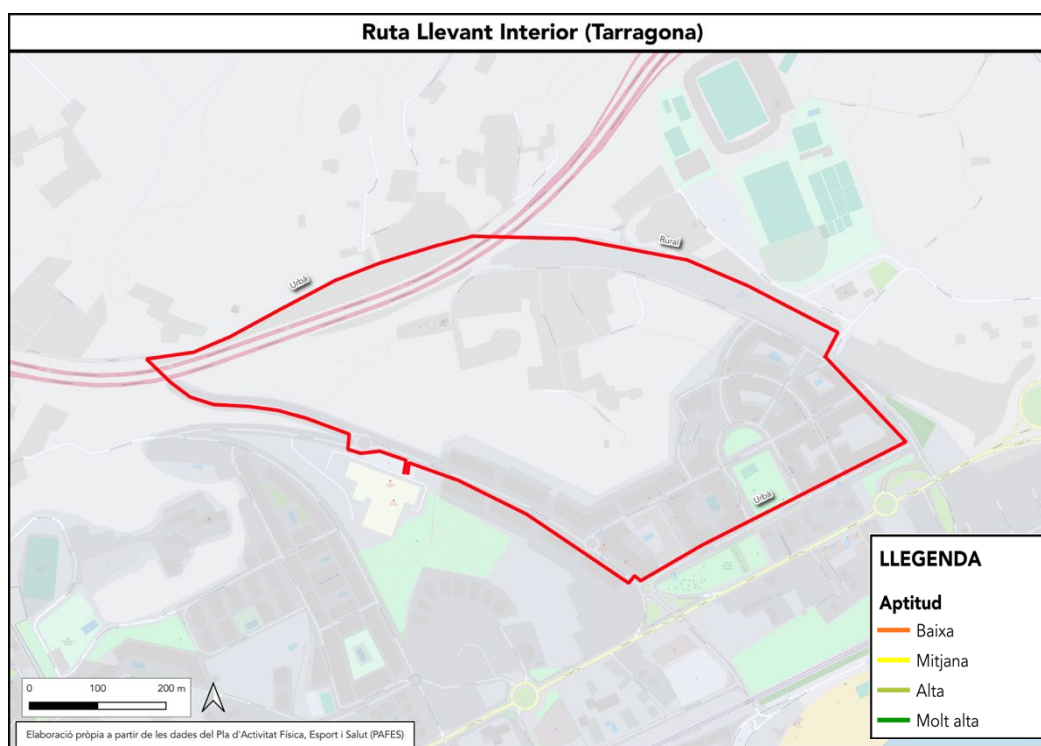 Ruta Llevant Interior (Tarragona)
Rural
Urbà
Urbà
LLEGENDA
Aptitud
Baixa
Mitjana
Alta
Molt alta
0 100 200 m
Elaboració pròpia a partir de les dades del Pla d'Activitat Física, Esport i Salut (PAFES)